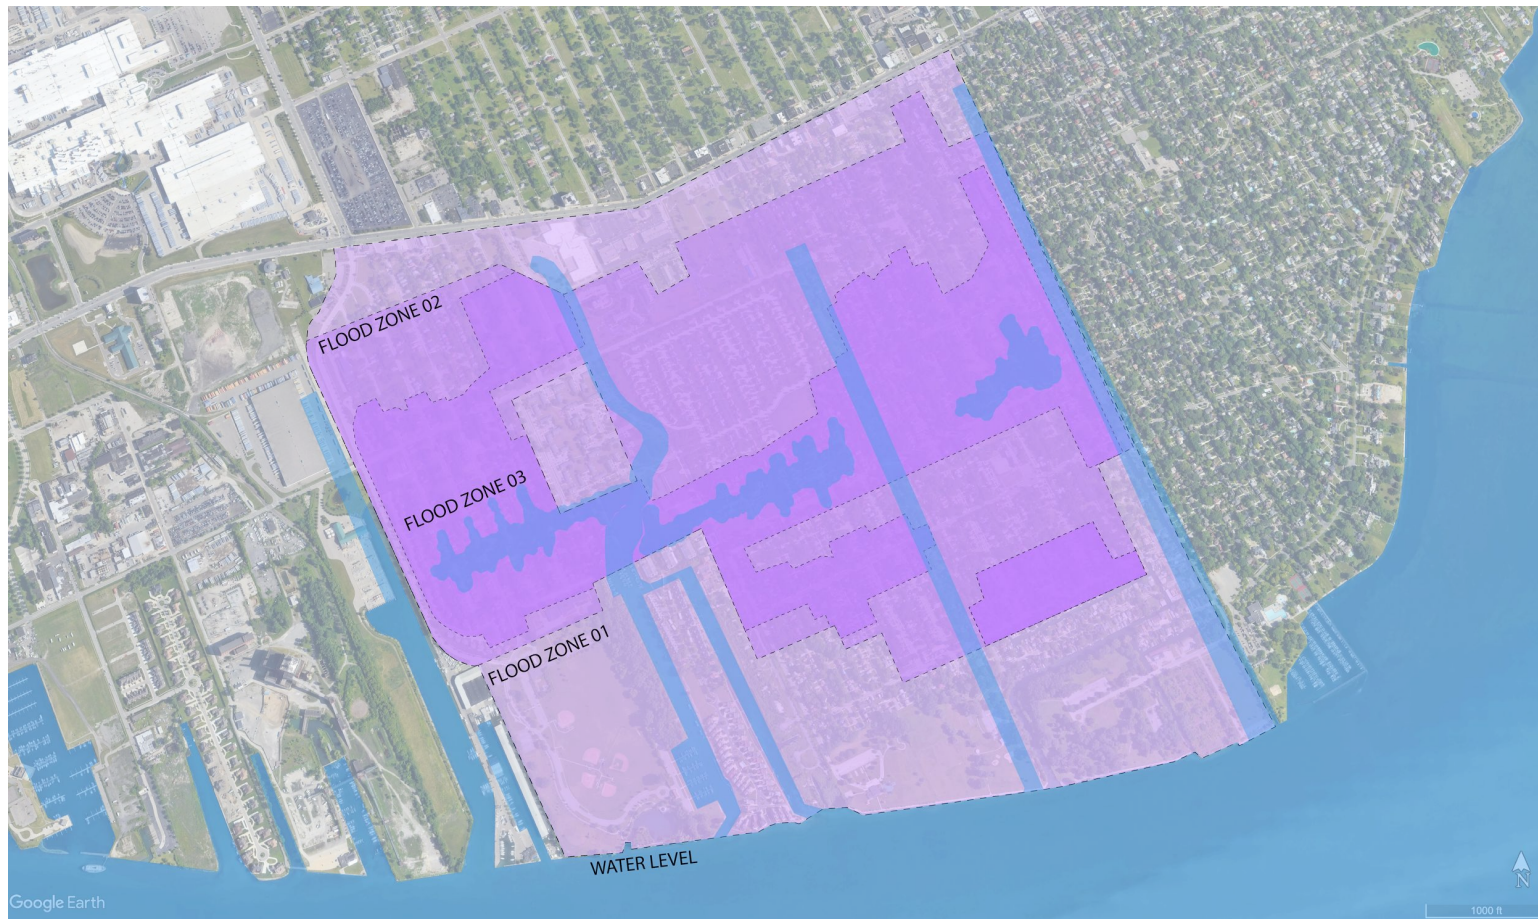 FLOOD ZONE 02
FLOOD ZONE 03
FLOOD ZONE 01
WATER LEVEL
Google Earth
N
1000 ft